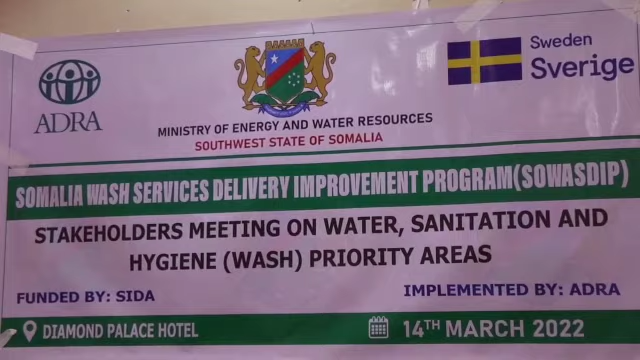 ADRA
MINISTRY OF ENERGY AND WATER RESOURCES
SOUTHWEST STATE OF SOMALIA
Sweden
Sverige
SOMALIA WASH SERVICES DELIVERY IMPROVEMENT PROGRAM(SOWASDIP)
STAKEHOLDERS MEETING ON WATER, SANITATION AND
HYGIENE (WASH) PRIORITY AREAS
FUNDED BY: SIDA
IMPLEMENTED BY: ADRA
DIAMOND PALACE HOTEL
14TH MARCH 2022